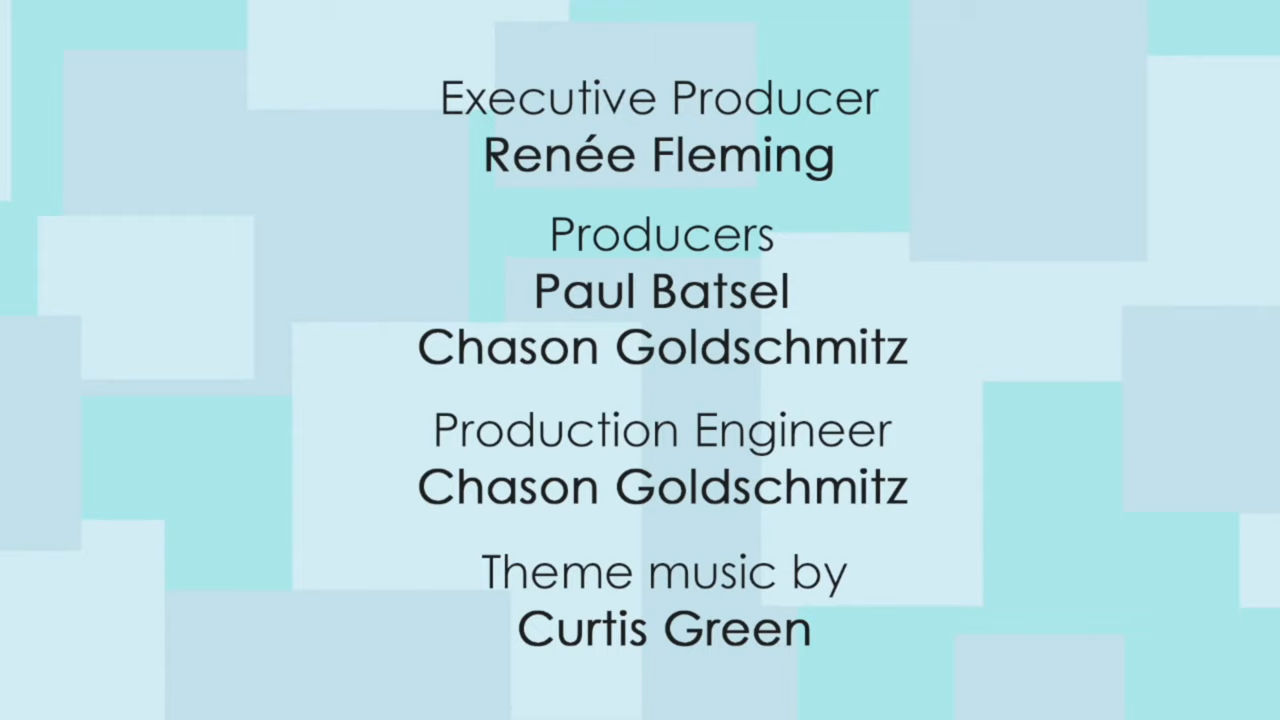 Executive Producer
Renée Fleming
Producers
Paul Batsel
Chason Goldschmitz
Production Engineer
Chason Goldschmitz
Theme music by
Curtis Green